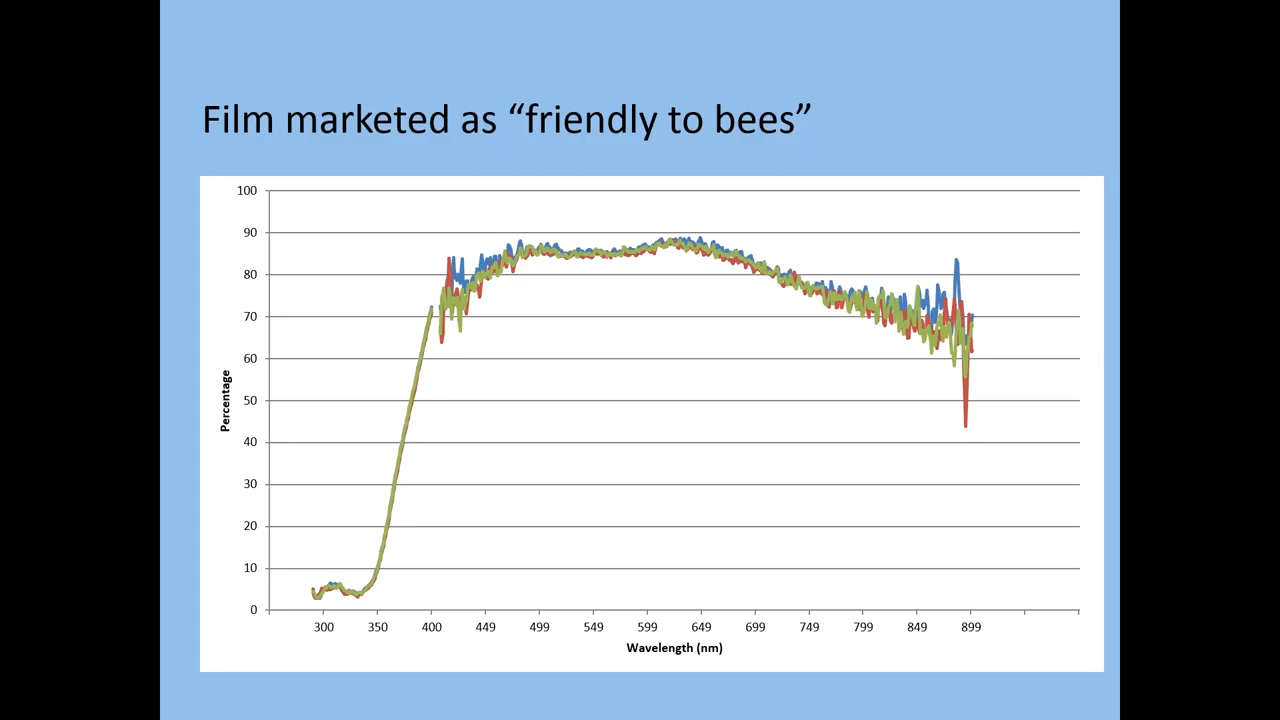 Film marketed as “friendly to bees”
100
90
80
70
60
50
40
30
20
10
0
Percentage
300 350 400 449 499 549 599 649 699 749 799 849 899
Wavelength (nm)